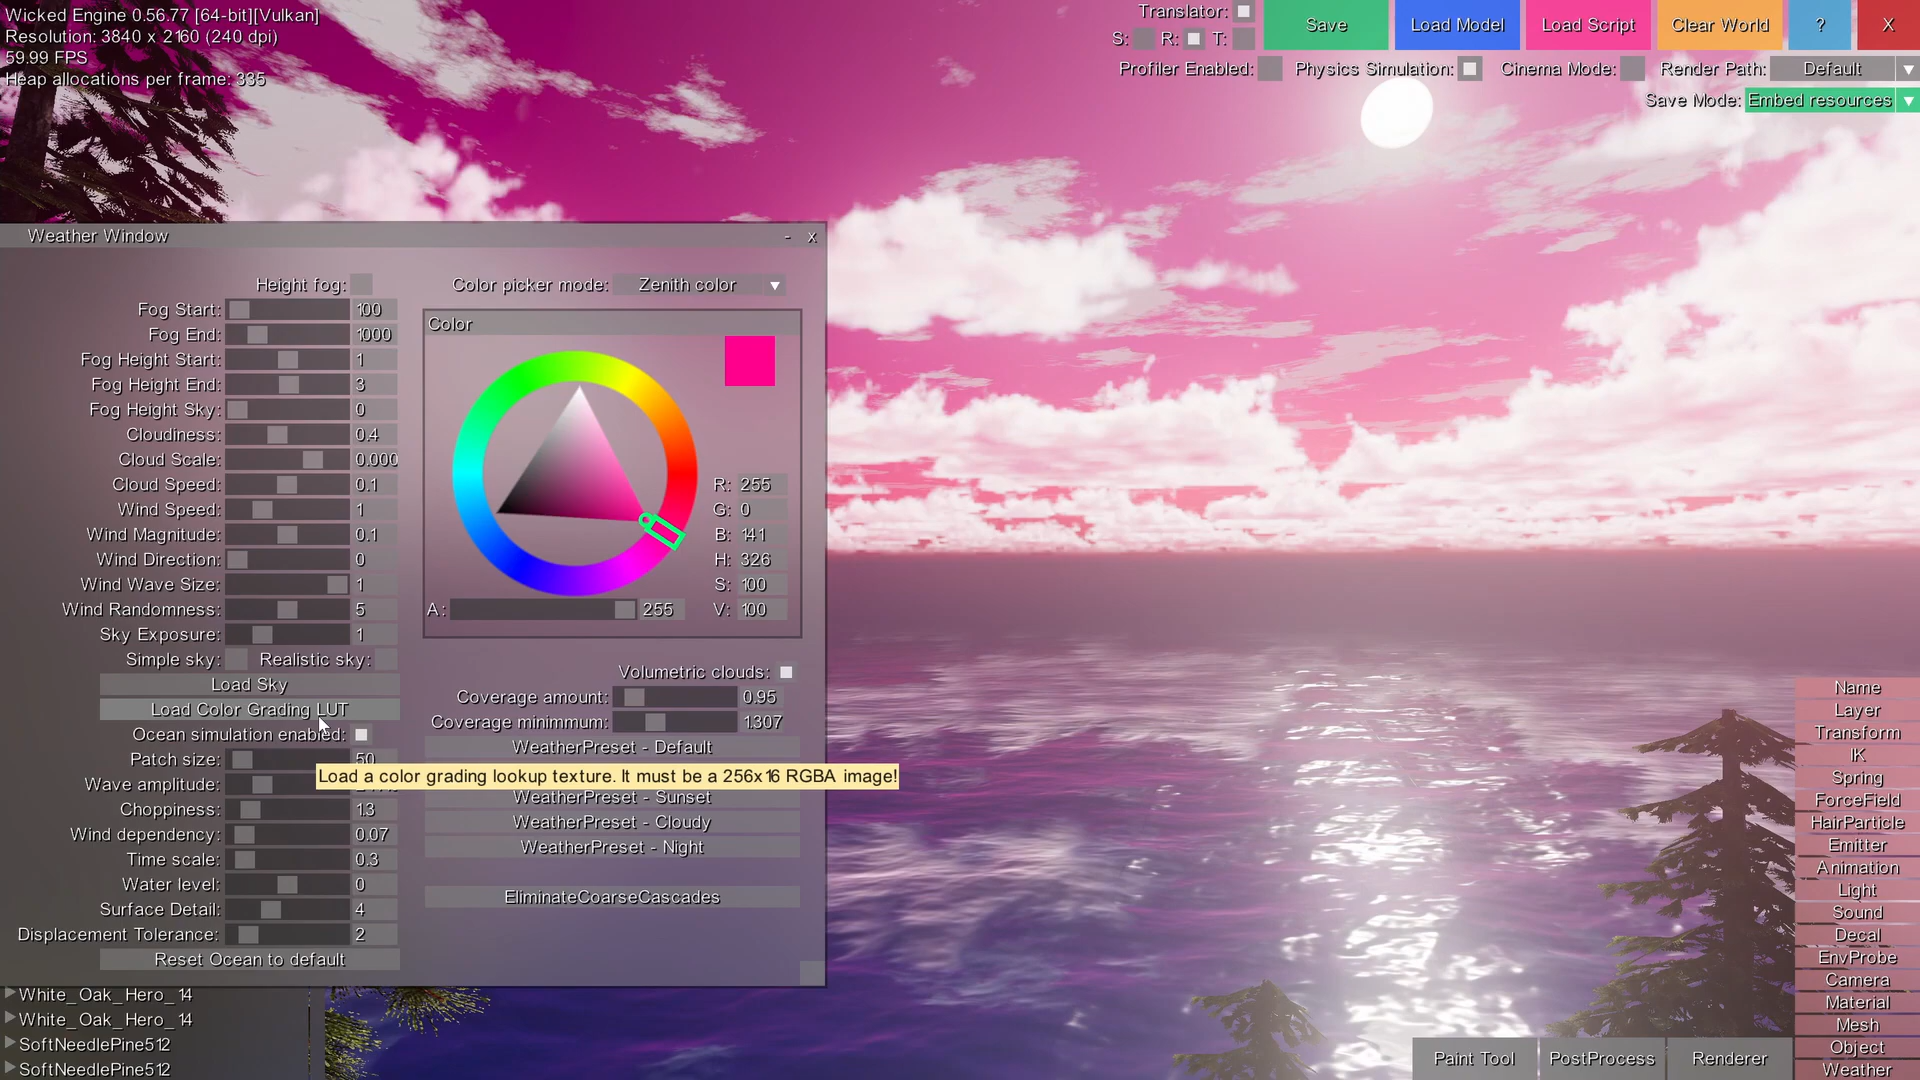 Wicked Engine 0.56.77 [64-bit][Vulkan]
Resolution: 3840 x 2160 (240 dpi)
59.99 FPS
Heap allocations per frame: 335
Translator:
S: R: T:
Save
Load Model
Load Script
Clear World
?
X
Profiler Enabled:
Physics Simulation:
Cinema Mode:
Render Path: Default
Save Mode: Embed resources
Weather Window
- x
Height fog:
Fog Start: 100
Fog End: 1000
Fog Height Start: 1
Fog Height End: 3
Fog Height Sky: 0
Cloudiness: 0.4
Cloud Scale: 0.000
Cloud Speed: 0.1
Wind Speed: 1
Wind Magnitude: 0.1
Wind Direction: 0
Wind Wave Size: 1
Wind Randomness: 5
Sky Exposure: 1
Simple sky: Realistic sky:
Load Sky
Load Color Grading LUT
Ocean simulation enabled:
Patch size: 50
Wave amplitude:
Choppiness: 1.3
Wind dependency: 0.07
Time scale: 0.3
Water level: 0
Surface Detail: 4
Displacement Tolerance: 2
Reset Ocean to default
Color picker mode: Zenith color
Color
R: 255
G: 0
B: 141
H: 326
S: 100
V: 100
A: 255
Volumetric clouds:
Coverage amount: 0.95
Coverage minimmum: 1.307
WeatherPreset - Default
Load a color grading lookup texture. It must be a 256x16 RGBA image!
WeatherPreset - Sunset
WeatherPreset - Cloudy
WeatherPreset - Night
EliminateCoarseCascades
White_Oak_Hero_14
White_Oak_Hero_14
SoftNeedlePine512
SoftNeedlePine512
Name
Layer
Transform
IK
Spring
ForceField
HairParticle
Emitter
Animation
Light
Sound
Decal
EnvProbe
Camera
Material
Mesh
Object
Weather
Paint Tool
PostProcess
Renderer